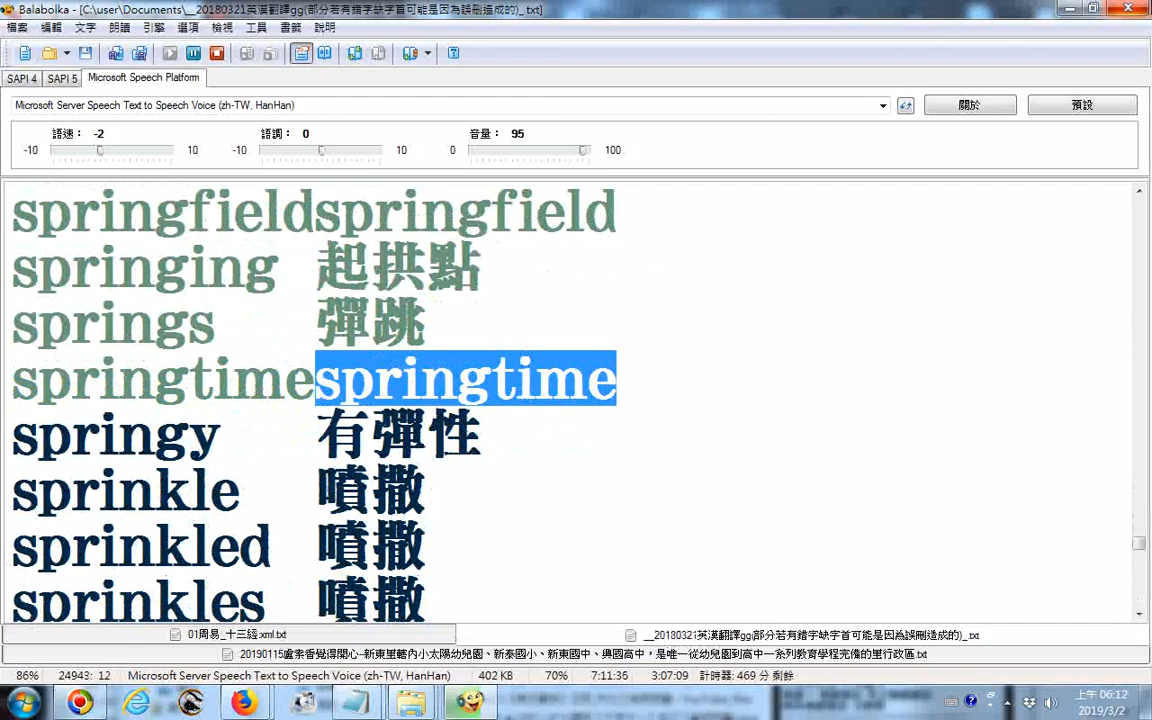 Balabolka - [C:\user\Documents\__20180321英漢翻譯gg(部分若有錯字缺字首可能是因為誤刪造成的)_.txt]
檔案 編輯 文字 朗讀 引擎 選項 檢視 工具 書籤 說明
SAPI 4 SAPI 5 Microsoft Speech Platform
Microsoft Server Speech Text to Speech Voice (zh-TW, HanHan) 關於 預設
語速： -2 語調： 0 音量： 95
-10 10 -10 10 0 100
springfieldspringfield
springing 起拱點
springs 彈跳
springtimespringtime
springy 有彈性
sprinkle 噴撒
sprinkled 噴撒
sprinkles 噴撒
01周易_十三經.xml.txt __20180321英漢翻譯gg(部分若有錯字缺字首可能是因為誤刪造成的)_.txt
20190115盧素香覺得開心-新東里轄內小太陽幼兒園、新泰國小、新東國中、興國高中，是唯一從幼兒園到高中一系列教育學程完備的里行政區.txt
86% 24943: 12 Microsoft Server Speech Text to Speech Voice (zh-TW, HanHan) 402 KB 70% 7:11:36 3:07:09 計時器: 469 分 剩餘
上午 06:12
2019/3/2